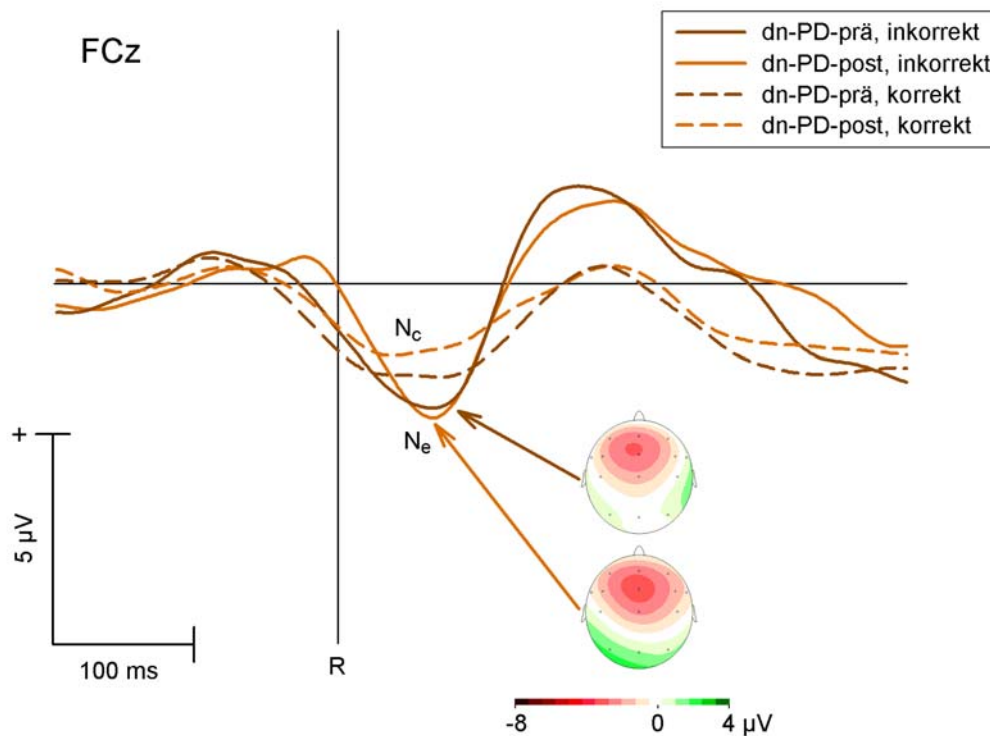 FCz
dn-PD-prä, inkorrekt
dn-PD-post, inkorrekt
dn-PD-prä, korrekt
dn-PD-post, korrekt
Nc
Ne
+
5 µV
100 ms
R
-8 0 4 µV